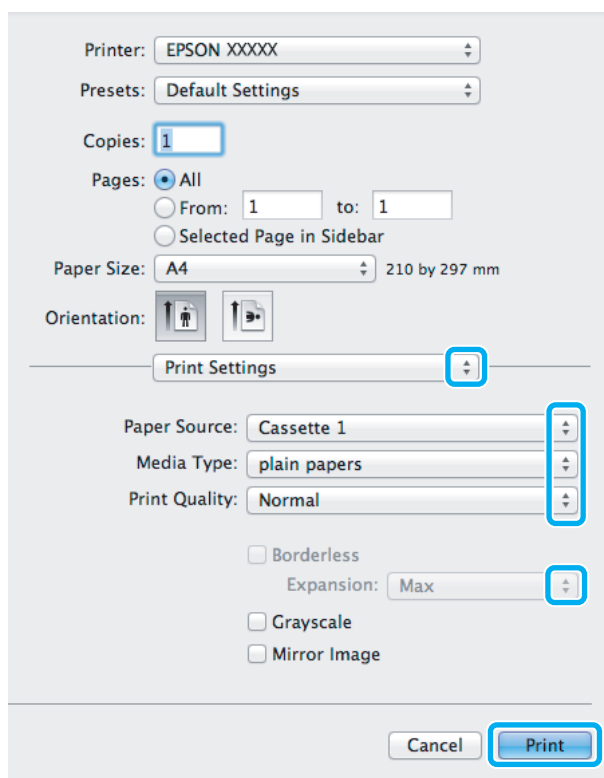 Printer: EPSON XXXXX
Presets: Default Settings
Copies: 1
Pages: All
From: 1 to: 1
Selected Page in Sidebar
Paper Size: A4 210 by 297 mm
Orientation:
Print Settings
Paper Source: Cassette 1
Media Type: plain papers
Print Quality: Normal
Borderless
Expansion: Max
Grayscale
Mirror Image
Cancel Print